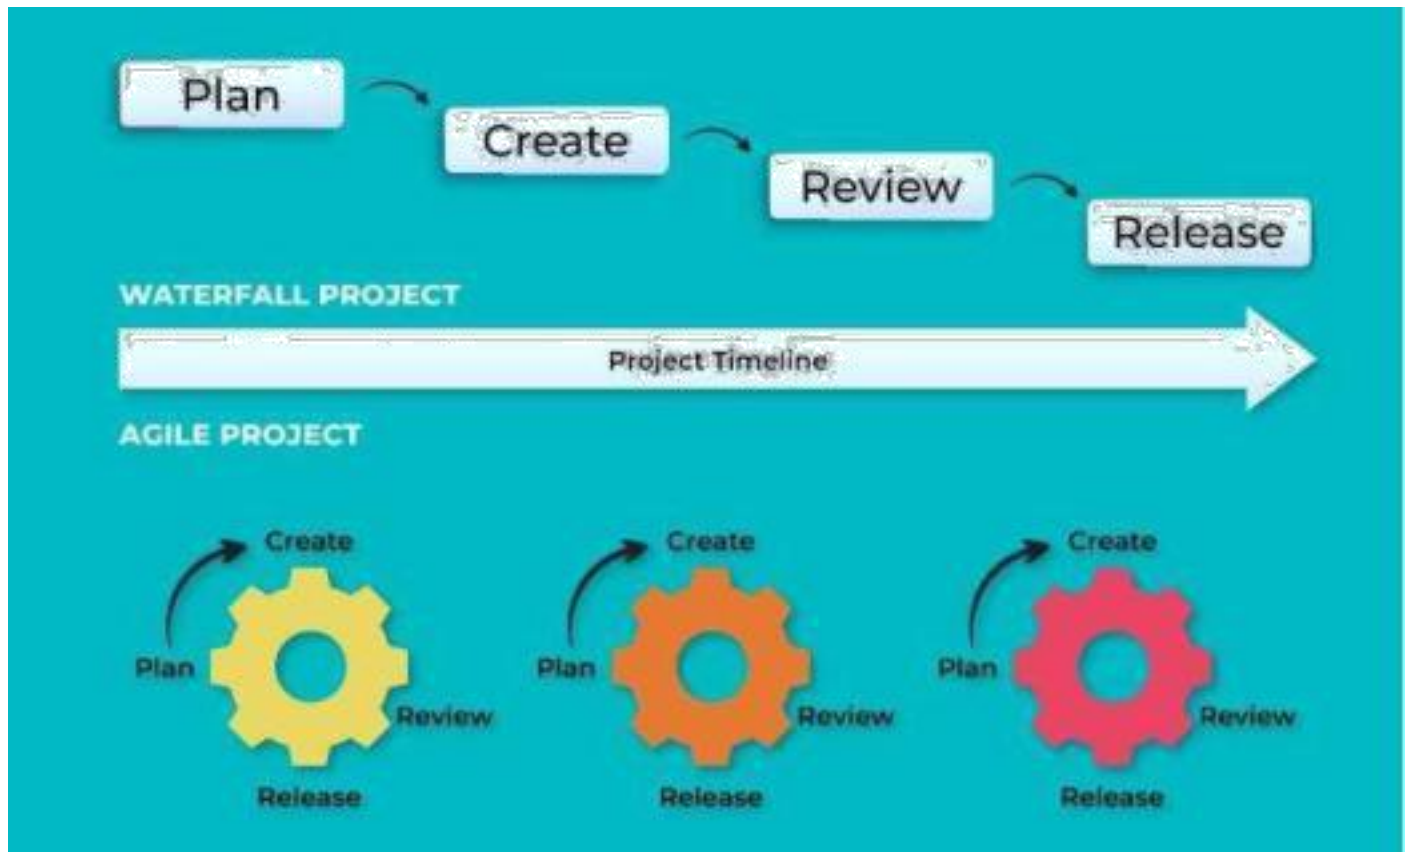 Plan
Create
Review
Release
WATERFALL PROJECT
Project Timeline
AGILE PROJECT
Create
Plan
Review
Release
Create
Plan
Review
Release
Create
Plan
Review
Release